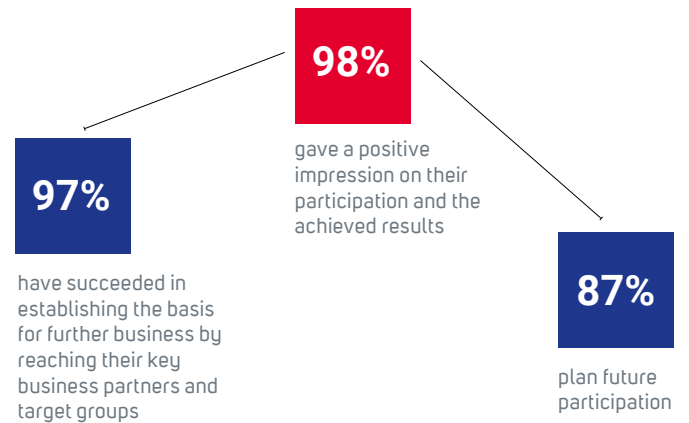 98%
gave a positive
impression on their
participation and the
achieved results
97%
have succeeded in
establishing the basis
for further business by
reaching their key
business partners and
target groups
87%
plan future
participation